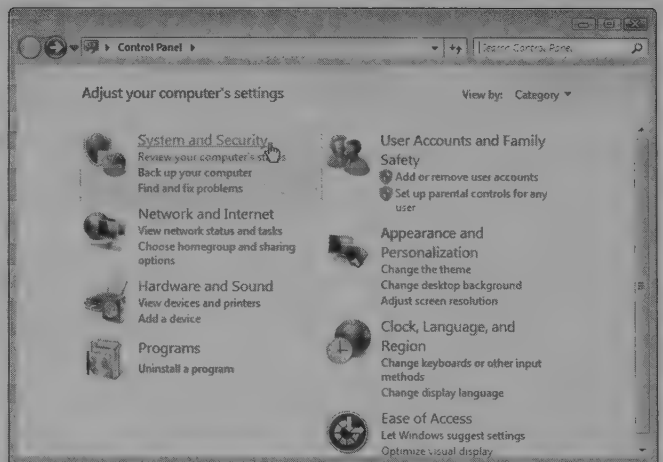 Control Panel
Search Control Panel
Adjust your computer's settings
View by: Category
System and Security
Review your computer's status
Back up your computer
Find and fix problems
Network and Internet
View network status and tasks
Choose homegroup and sharing
options
Hardware and Sound
View devices and printers
Add a device
Programs
Uninstall a program
User Accounts and Family
Safety
Add or remove user accounts
Set up parental controls for any
user
Appearance and
Personalization
Change the theme
Change desktop background
Adjust screen resolution
Clock, Language, and
Region
Change keyboards or other input
methods
Change display language
Ease of Access
Let Windows suggest settings
Optimize visual display